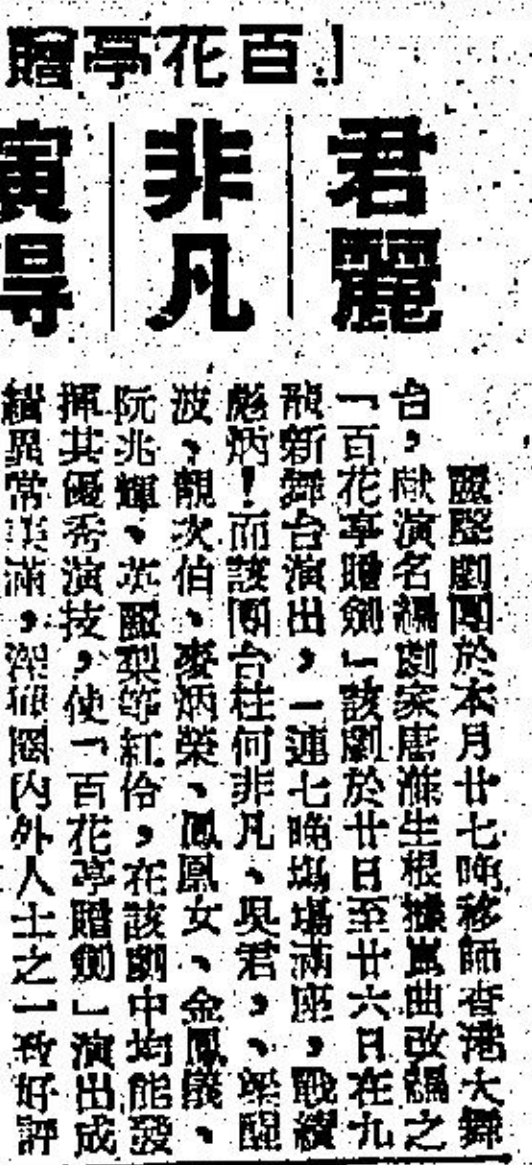 「百花亭贈
君麗
非凡
演得
麗聲劇團於本月廿七晚移師香港大舞
台，献演名編劇家唐滌生根據崑曲改編之
「百花亭贈劍」該劇於廿日至廿六日在九
龍新舞台演出，一連七晚塲塲滿座，戰績
彪炳！而該團台柱何非凡、吳君，、梁醒
波、靚次伯、麥炳榮、鳳凰女、金鳳儀、
阮兆輝、英麗梨等紅伶，在該劇中均能發
揮其優秀演技，使「百花亭贈劍」演出成
績異常美滿，深獲圈內外人士之一致好評